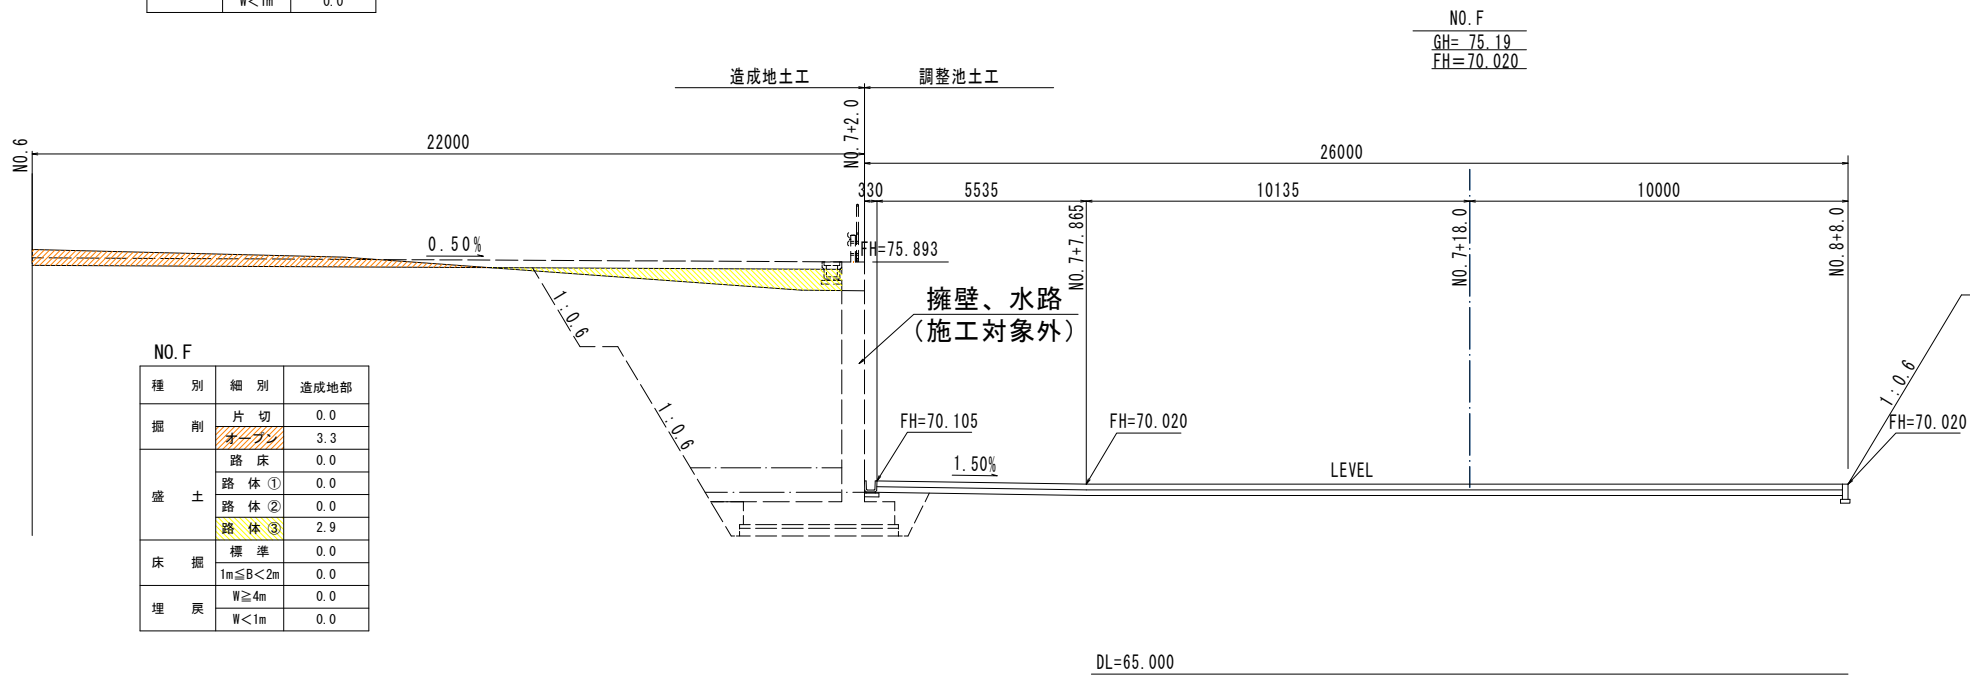 W＜1m 0.0
NO.F
GH= 75.19
FH=70.020
造成地土工 調整池土工
NO.6
22000
NO.7+2.0
26000
330 5535 10135 10000
NO.7+7.865
NO.7+18.0
NO.8+8.0
0.50%
FH=75.893
擁壁、水路
（施工対象外）
1:0.6
1:0.6
1:0.6
FH=70.105
FH=70.020
FH=70.020
1.50%
LEVEL
NO.F
種 別 細 別 造成地部
掘 削 片 切 0.0
オープン 3.3
盛 土 路 床 0.0
路 体 ① 0.0
路 体 ② 0.0
路 体 ③ 2.9
床 掘 標 準 0.0
1m≦B＜2m 0.0
埋 戻 W≧4m 0.0
W＜1m 0.0
DL=65.000